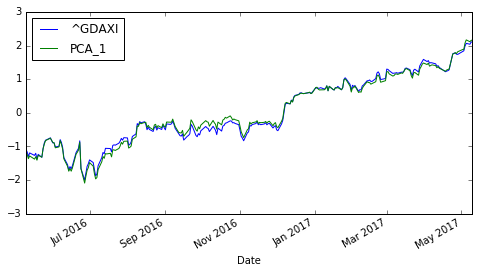 ^GDAXI
PCA_1
3
2
1
0
−1
−2
−3
Jul 2016
Sep 2016
Nov 2016
Jan 2017
Mar 2017
May 2017
Date